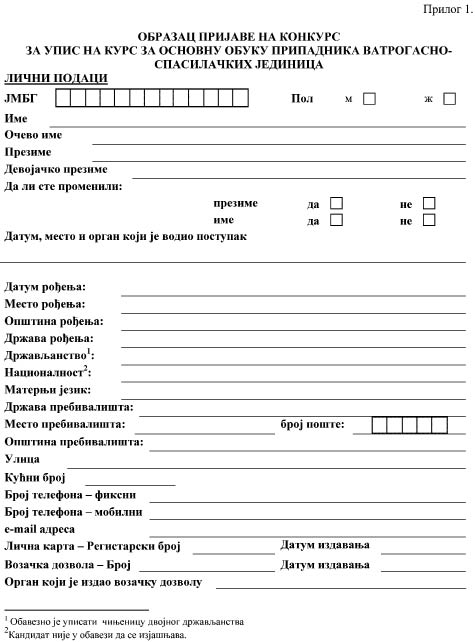 Прилог 1.
ОБРАЗАЦ ПРИЈАВЕ НА КОНКУРС
ЗА УПИС НА КУРС ЗА ОСНОВНУ ОБУКУ ПРИПАДНИКА ВАТРОГАСНО-
СПАСИЛАЧКИХ ЈЕДИНИЦА
ЛИЧНИ ПОДАЦИ
ЈМБГ Пол м ж
Име
Очево име
Презиме
Девојачко презиме
Да ли сте променили:
презиме да не
име да не
Датум, место и орган који је водио поступак
Датум рођења:
Место рођења:
Општина рођења:
Држава рођења:
Држављанство¹:
Националност²:
Матерњи језик:
Држава пребивалишта:
Место пребивалишта: број поште:
Општина пребивалишта:
Улица
Кућни број
Број телефона – фиксни
Број телефона – мобилни
e-mail адреса
Лична карта – Регистарски број Датум издавања
Возачка дозвола – Број Датум издавања
Орган који је издао возачку дозволу
¹ Обавезно је уписати чињеницу двојног држављанства
²Кандидат није у обавези да се изјашњава.